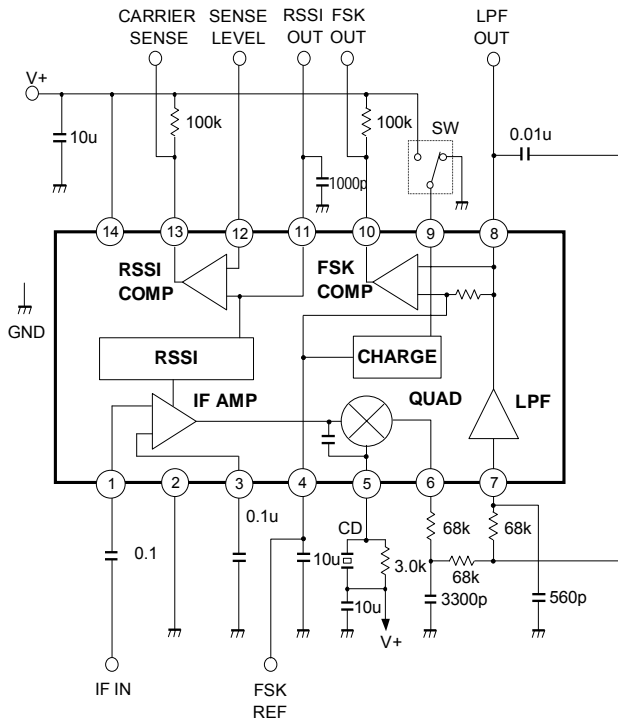 CARRIER SENSE RSSI FSK LPF
SENSE LEVEL OUT OUT OUT
V+
SW
10u 100k 100k 0.01u
1000p
14 13 12 11 10 9 8
RSSI FSK
COMP COMP
GND
RSSI CHARGE
IF AMP QUAD LPF
1 2 3 4 5 6 7
0.1u CD 68k 68k
0.1 10u 3.0k 68k
10u 3300p 560p
V+
IF IN FSK
REF